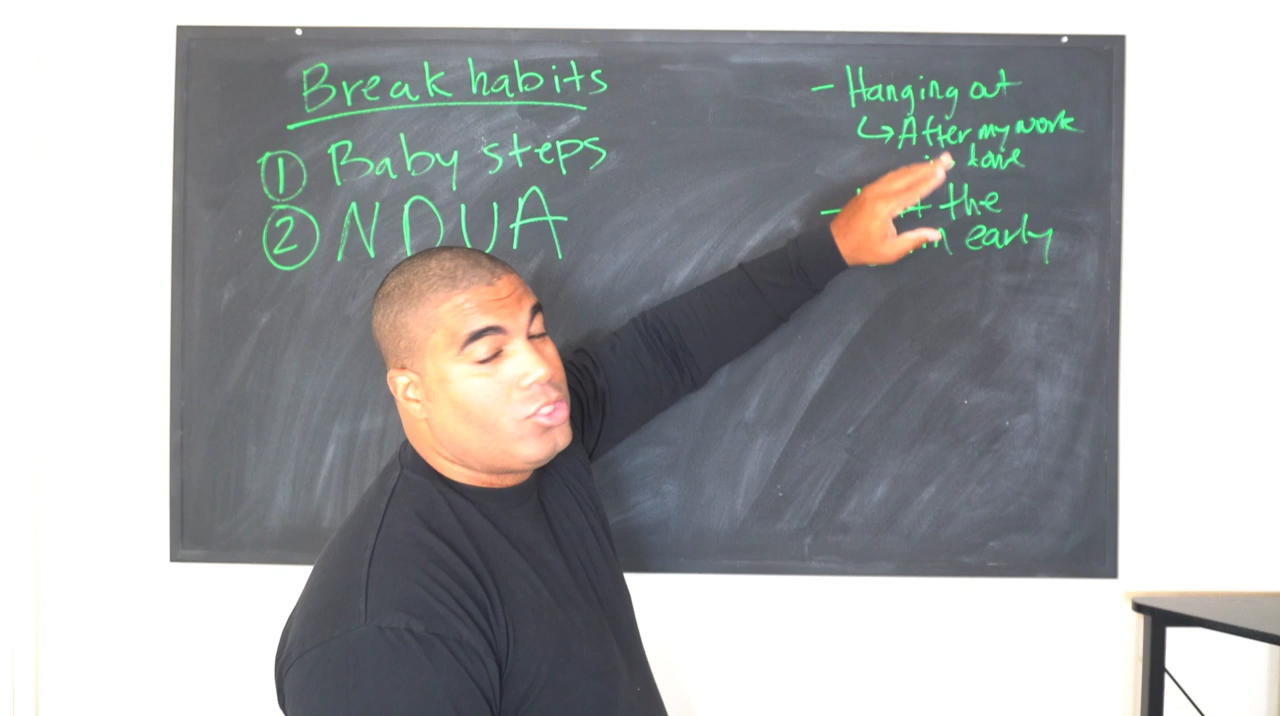 Break habits
① Baby steps
② NDUA
- Hanging out
↳ After my work
- the
early